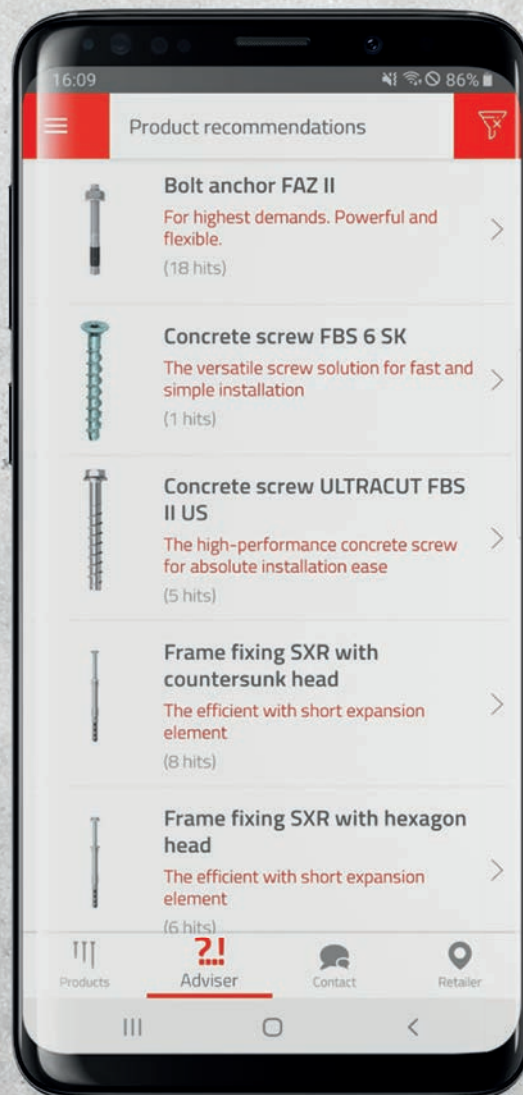 16:09
86%
Product recommendations
Bolt anchor FAZ II
For highest demands. Powerful and
flexible.
(18 hits)
Concrete screw FBS 6 SK
The versatile screw solution for fast and
simple installation
(1 hits)
Concrete screw ULTRACUT FBS
II US
The high-performance concrete screw
for absolute installation ease
(5 hits)
Frame fixing SXR with
countersunk head
The efficient with short expansion
element
(8 hits)
Frame fixing SXR with hexagon
head
The efficient with short expansion
element
(6 hits)
?!
Products
Adviser
Contact
Retailer